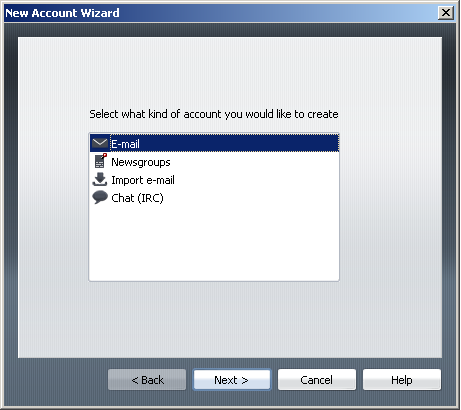 New Account Wizard
Select what kind of account you would like to create
E-mail
Newsgroups
Import e-mail
Chat (IRC)
< Back Next > Cancel Help